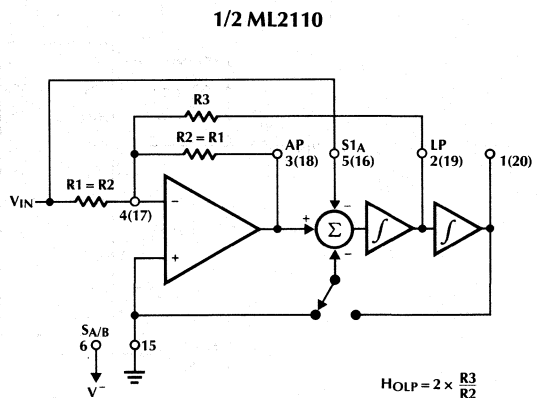 1/2 ML2110
R3
R2 = R1
AP
3(18)
S1A
5(16)
LP
2(19)
1(20)
VIN
R1 = R2
4(17)
−
+
+
−
Σ
−
∫
∫
SA/B
6
15
V−
HOLP = 2 × R3/R2